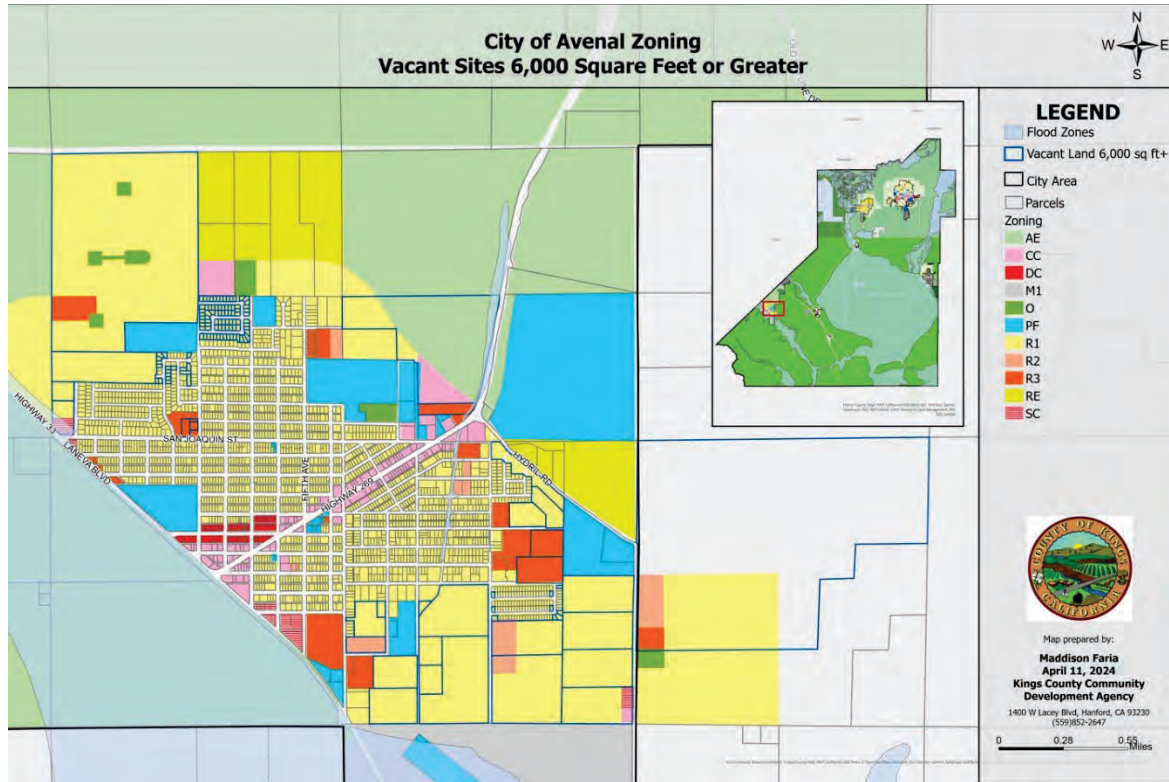 City of Avenal Zoning
Vacant Sites 6,000 Square Feet or Greater
N
W
E
S
LEGEND
Flood Zones
Vacant Land 6,000 sq ft+
City Area
Parcels
Zoning
AE
CC
DC
M1
O
PF
R1
R2
R3
RE
SC
HIGHWAY 33
LANEVA BLVD
SAN JOAQUIN ST
FIFTH AVE
HIGHWAY 269
HYDRIL RD
COUNTY OF KINGS
CALIFORNIA
Map prepared by:
Maddison Faria
April 11, 2024
Kings County Community
Development Agency
1400 W Lacey Blvd, Hanford, CA 93230
(559)852-2647
0 0.28 0.55
Miles